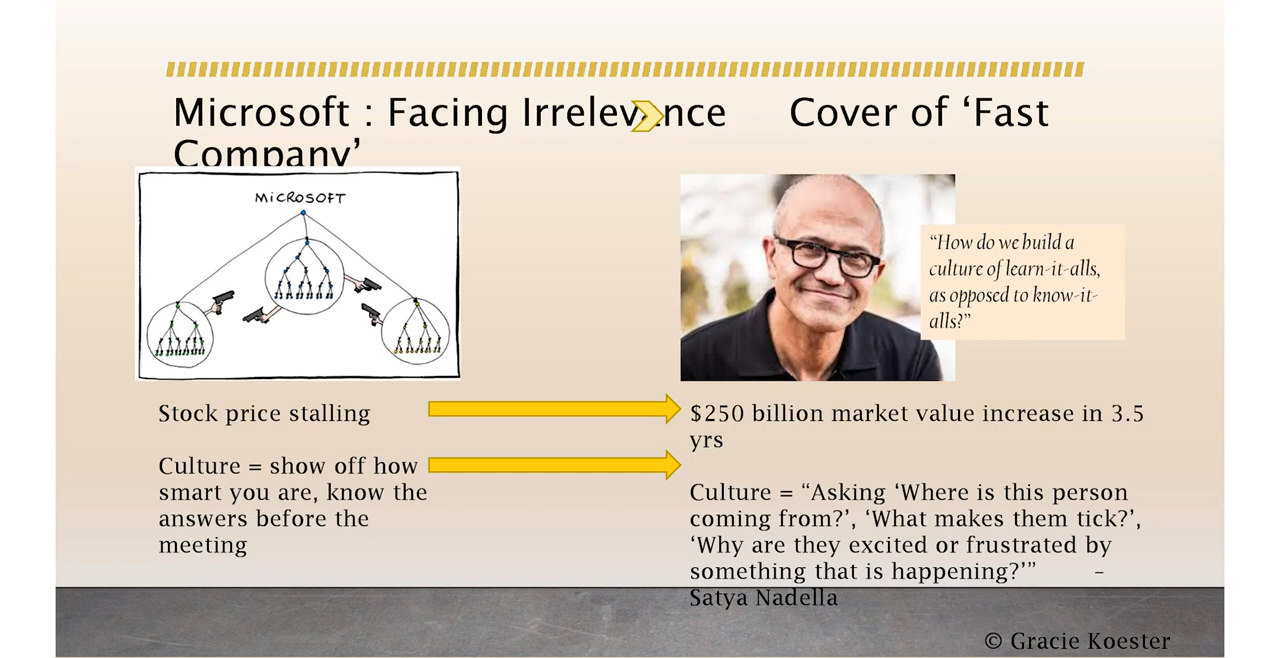 Microsoft : Facing Irrelevance Cover of ‘Fast
Company’
MiCROSOFT
“How do we build a
culture of learn-it-alls,
as opposed to know-it-
alls?”
Stock price stalling
$250 billion market value increase in 3.5
yrs
Culture = show off how
smart you are, know the
answers before the
meeting
Culture = “Asking ‘Where is this person
coming from?’, ‘What makes them tick?’,
‘Why are they excited or frustrated by
something that is happening?’” –
Satya Nadella
© Gracie Koester